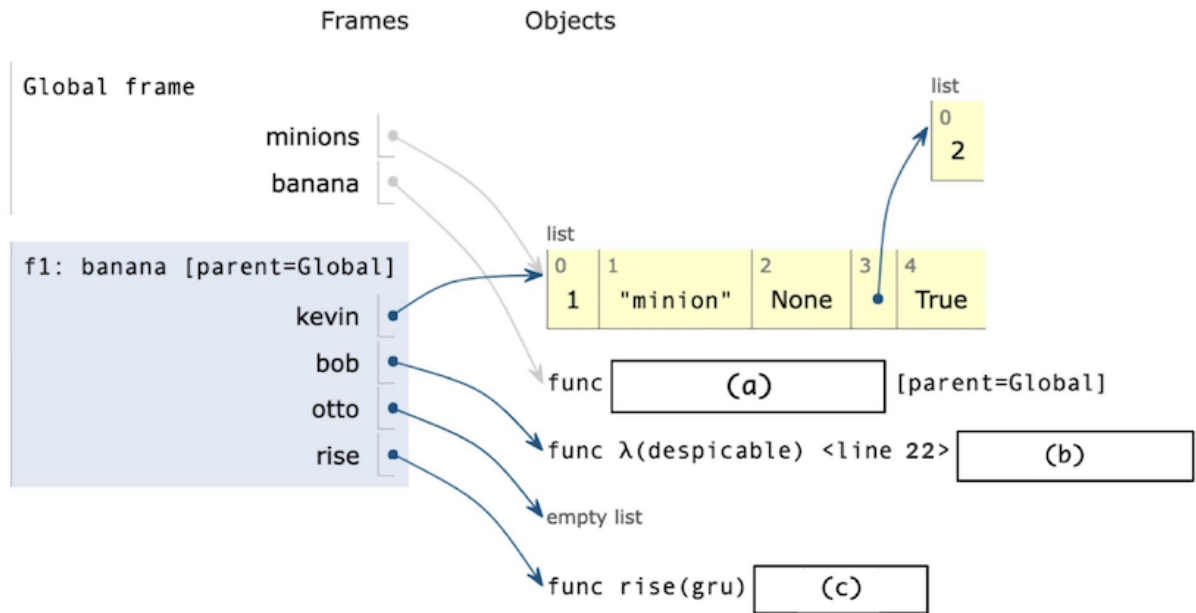 Frames Objects
Global frame
list
0
2
minions
banana
list
f1: banana [parent=Global]
0 1 2 3 4
1 "minion" None True
kevin
bob
func (a) [parent=Global]
otto
func λ(despicable) <line 22> (b)
rise
empty list
func rise(gru) (c)